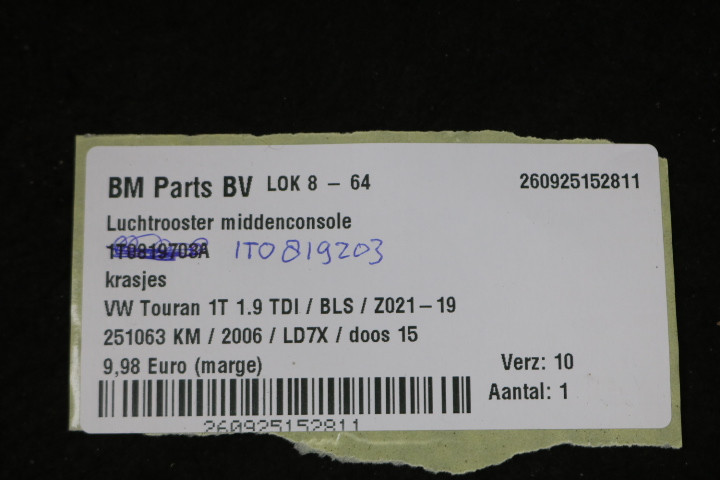 BM Parts BV LOK 8 - 64 260925152811
Luchtrooster middenconsole
1T0819703A 1T0819203
krasjes
VW Touran 1T 1.9 TDI / BLS / Z021-19
251063 KM / 2006 / LD7X / doos 15
9,98 Euro (marge) Verz: 10
Aantal: 1
260925152811